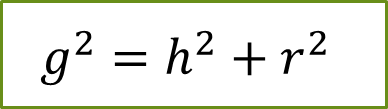 g² = h² + r²